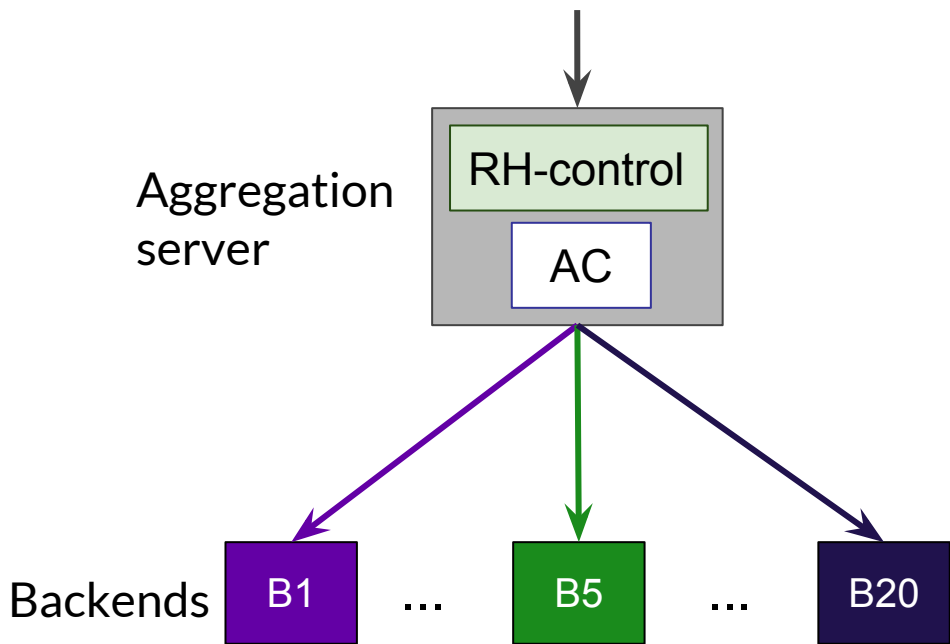 RH-control
Aggregation
server
AC
Backends
B1
...
B5
...
B20